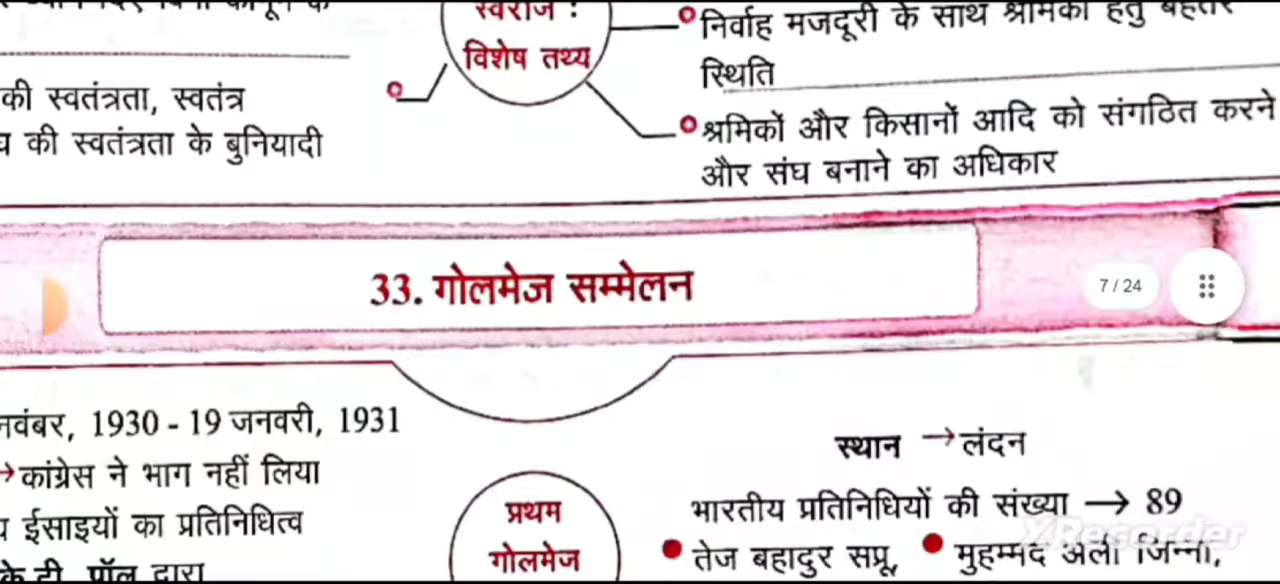 स्वराज :
विशेष तथ्य
निर्वाह मजदूरी के साथ श्रमिकों हेतु बेहतर
स्थिति
की स्वतंत्रता, स्वतंत्र
की स्वतंत्रता के बुनियादी
श्रमिकों और किसानों आदि को संगठित करने
और संघ बनाने का अधिकार
33. गोलमेज सम्मेलन
7 / 24
नवंबर, 1930 - 19 जनवरी, 1931
→कांग्रेस ने भाग नहीं लिया
ईसाइयों का प्रतिनिधित्व
के.टी. पॉल द्वारा
प्रथम
गोलमेज
स्थान →लंदन
भारतीय प्रतिनिधियों की संख्या → 89
तेज बहादुर सप्रू, मुहम्मद अली जिन्ना,
XRecorder